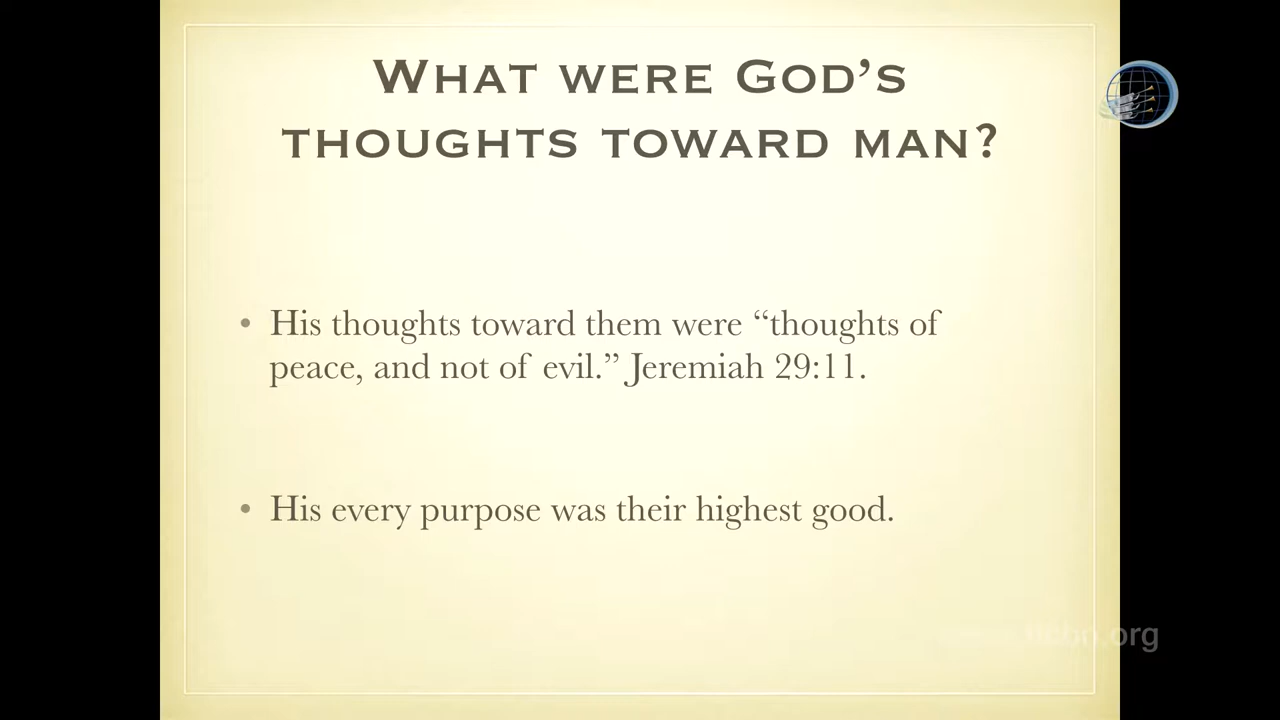 WHAT WERE GOD’S
THOUGHTS TOWARD MAN?
• His thoughts toward them were “thoughts of
peace, and not of evil.” Jeremiah 29:11.
• His every purpose was their highest good.